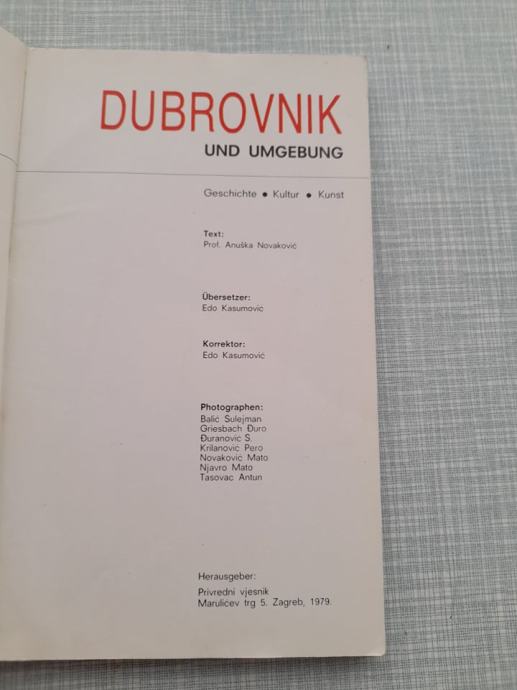 DUBROVNIK
UND UMGEBUNG
Geschichte ● Kultur ● Kunst
Text:
Prof. Anuška Novaković
Übersetzer:
Edo Kasumović
Korrektor:
Edo Kasumović
Photographen:
Balić Sulejman
Griesbach Đuro
Đuranović S.
Krilanović Pero
Novaković Mato
Njavro Mato
Tasovac Antun
Herausgeber:
Privredni vjesnik
Marulićev trg 5. Zagreb, 1979.